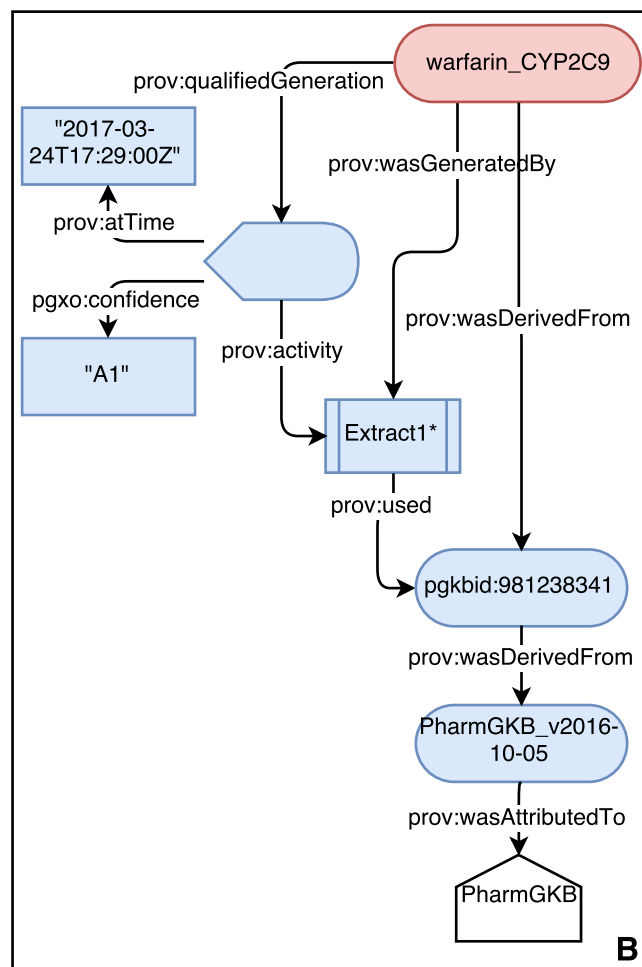 warfarin_CYP2C9
prov:qualifiedGeneration
"2017-03-
24T17:29:00Z"
prov:wasGeneratedBy
prov:atTime
pgxo:confidence
prov:wasDerivedFrom
prov:activity
"A1"
Extract1*
prov:used
pgkbid:981238341
prov:wasDerivedFrom
PharmGKB_v2016-
10-05
prov:wasAttributedTo
PharmGKB
B